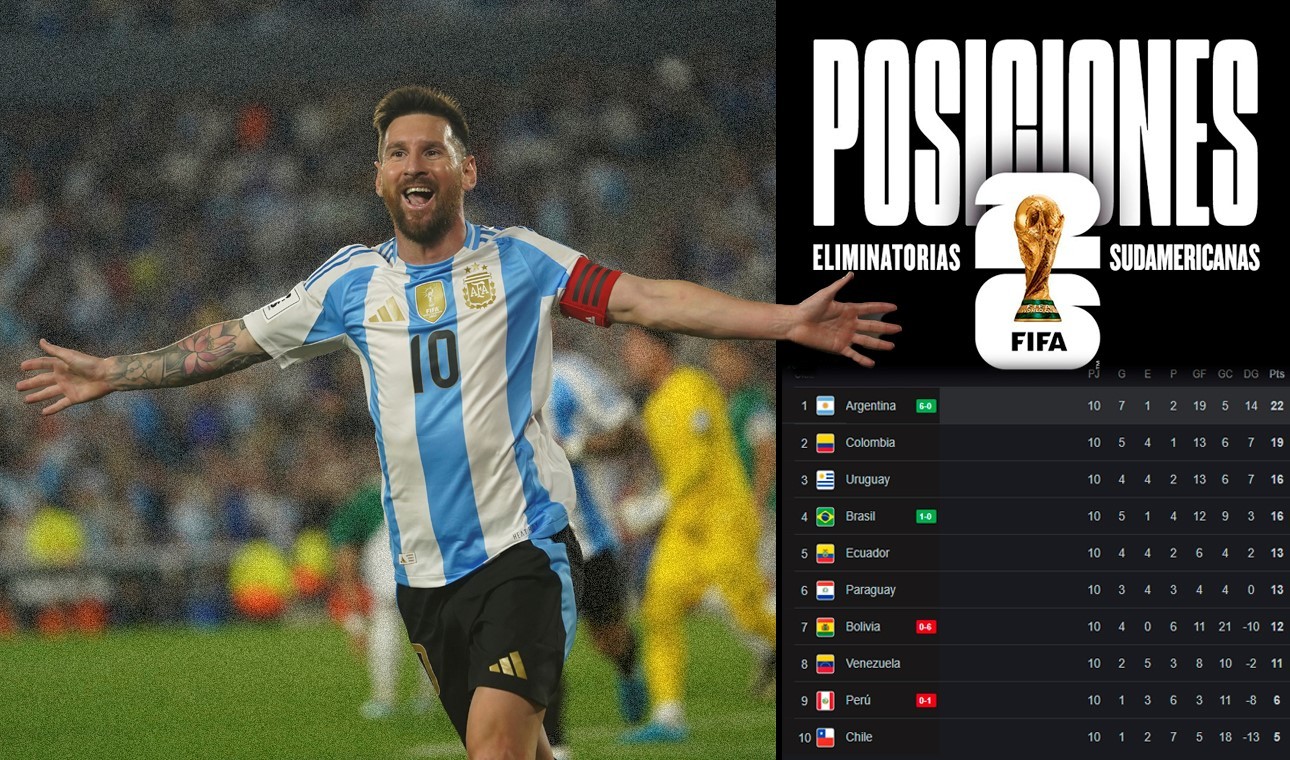 POSICIONES
ELIMINATORIAS
SUDAMERICANAS
26
FIFA
TM
PJ G E P GF GC DG Pts
1 Argentina 6-0 10 7 1 2 19 5 14 22
2 Colombia 10 5 4 1 13 6 7 19
3 Uruguay 10 4 4 2 13 6 7 16
4 Brasil 1-0 10 5 1 4 12 9 3 16
5 Ecuador 10 4 4 2 6 4 2 13
6 Paraguay 10 3 4 3 4 4 0 13
7 Bolivia 0-6 10 4 0 6 11 21 -10 12
8 Venezuela 10 2 5 3 8 10 -2 11
9 Perú 0-1 10 1 3 6 3 11 -8 6
10 Chile 10 1 2 7 5 18 -13 5
AFA
FIFA
10